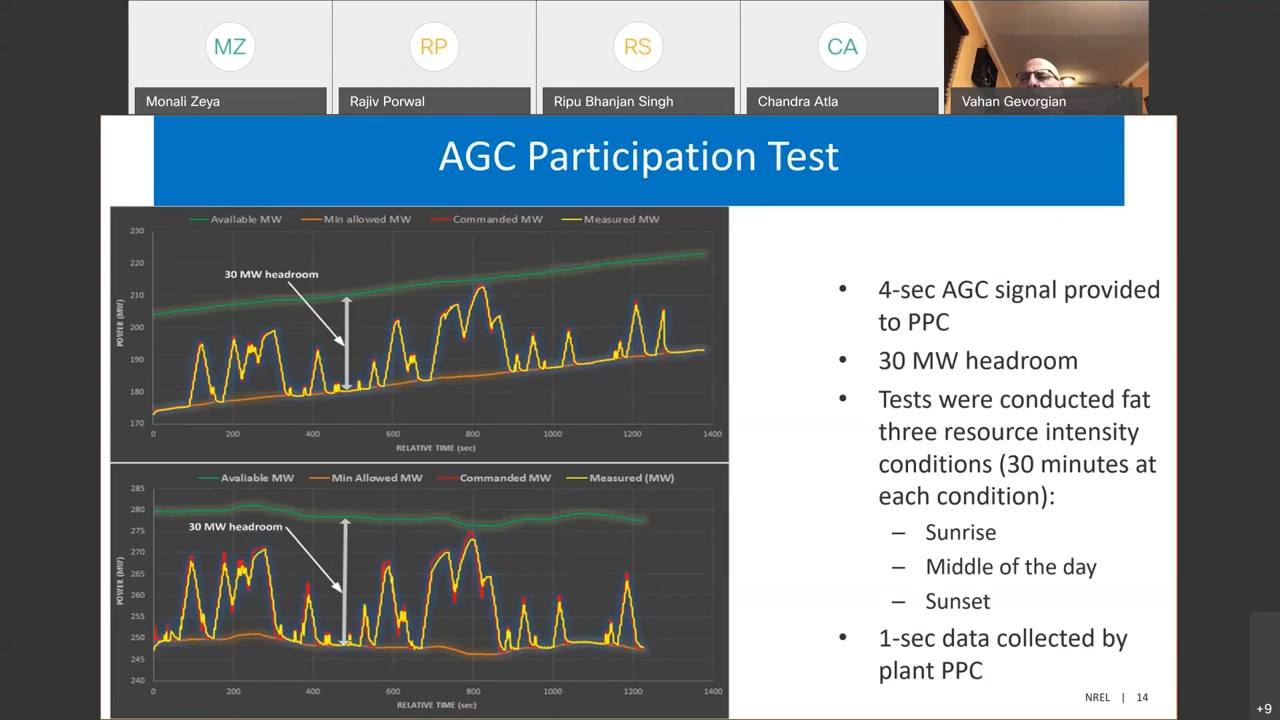 MZ
RP
RS
CA
Monali Zeya
Rajiv Porwal
Ripu Bhanjan Singh
Chandra Atla
Vahan Gevorgian
AGC Participation Test
Available MW Min allowed MW Commanded MW Measured MW
230
220
210
200
190
180
170
POWER (MW)
30 MW headroom
0 200 400 600 800 1000 1200 1400
RELATIVE TIME (sec)
Avaliable MW Min Allowed MW Commanded MW Measured (MW)
285
280
275
270
265
260
255
250
245
240
POWER (MW)
30 MW headroom
0 200 400 600 800 1000 1200 1400
RELATIVE TIME (sec)
• 4-sec AGC signal provided
to PPC
• 30 MW headroom
• Tests were conducted fat
three resource intensity
conditions (30 minutes at
each condition):
– Sunrise
– Middle of the day
– Sunset
• 1-sec data collected by
plant PPC
NREL | 14
+9